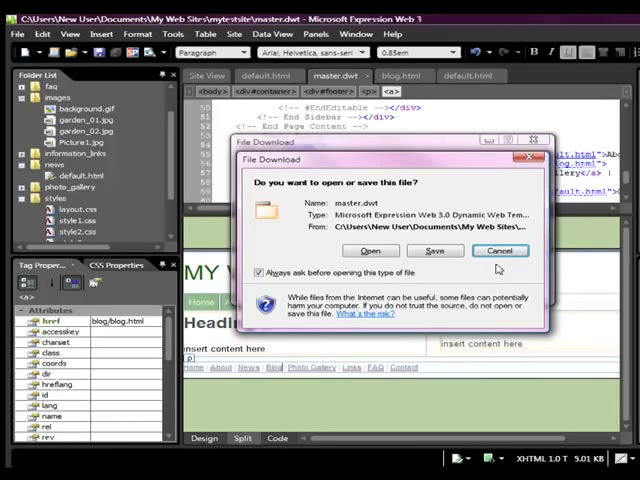 C:\Users\New User\Documents\My Web Sites\mytestsite\master.dwt - Microsoft Expression Web 3
File Edit View Insert Format Tools Table Site Data View Panels Window Help
Paragraph Arial, Helvetica, sans-seri 0.85em B I
Folder List
Site View default.html master.dwt blog.html default.html
<body> <div#container> <div#footer> <p> <a>
faq
images
background.gif
garden_01.jpg
garden_02.jpg
Picture1.jpg
information_links
news
default.html
photo_gallery
styles
layout.css
style1.css
style2.css
50 <!-- #EndEditable --></div>
51 <!-- End Sidebar --></div>
52 <!-- End Page Content -->
File Download
File Download
Do you want to open or save this file?
Name: master.dwt
Type: Microsoft Expression Web 3.0 Dynamic Web Tem...
From: C:\Users\New User\Documents\My Web Sites\...
Open Save Cancel
Always ask before opening this type of file
While files from the Internet can be useful, some files can potentially
harm your computer. If you do not trust the source, do not open or
save this file. What's the risk?
Tag Proper... CSS Properties
<a>
Attributes
href blog/blog.html
accesskey
charset
class
coords
dir
hreflang
id
lang
name
rel
rev
MY
Home
Headli
insert content here
insert content here
p
Home | About | News | Blog | Photo Gallery | Links | FAQ | Contact
Design Split Code
XHTML 1.0 T 5.01 KB